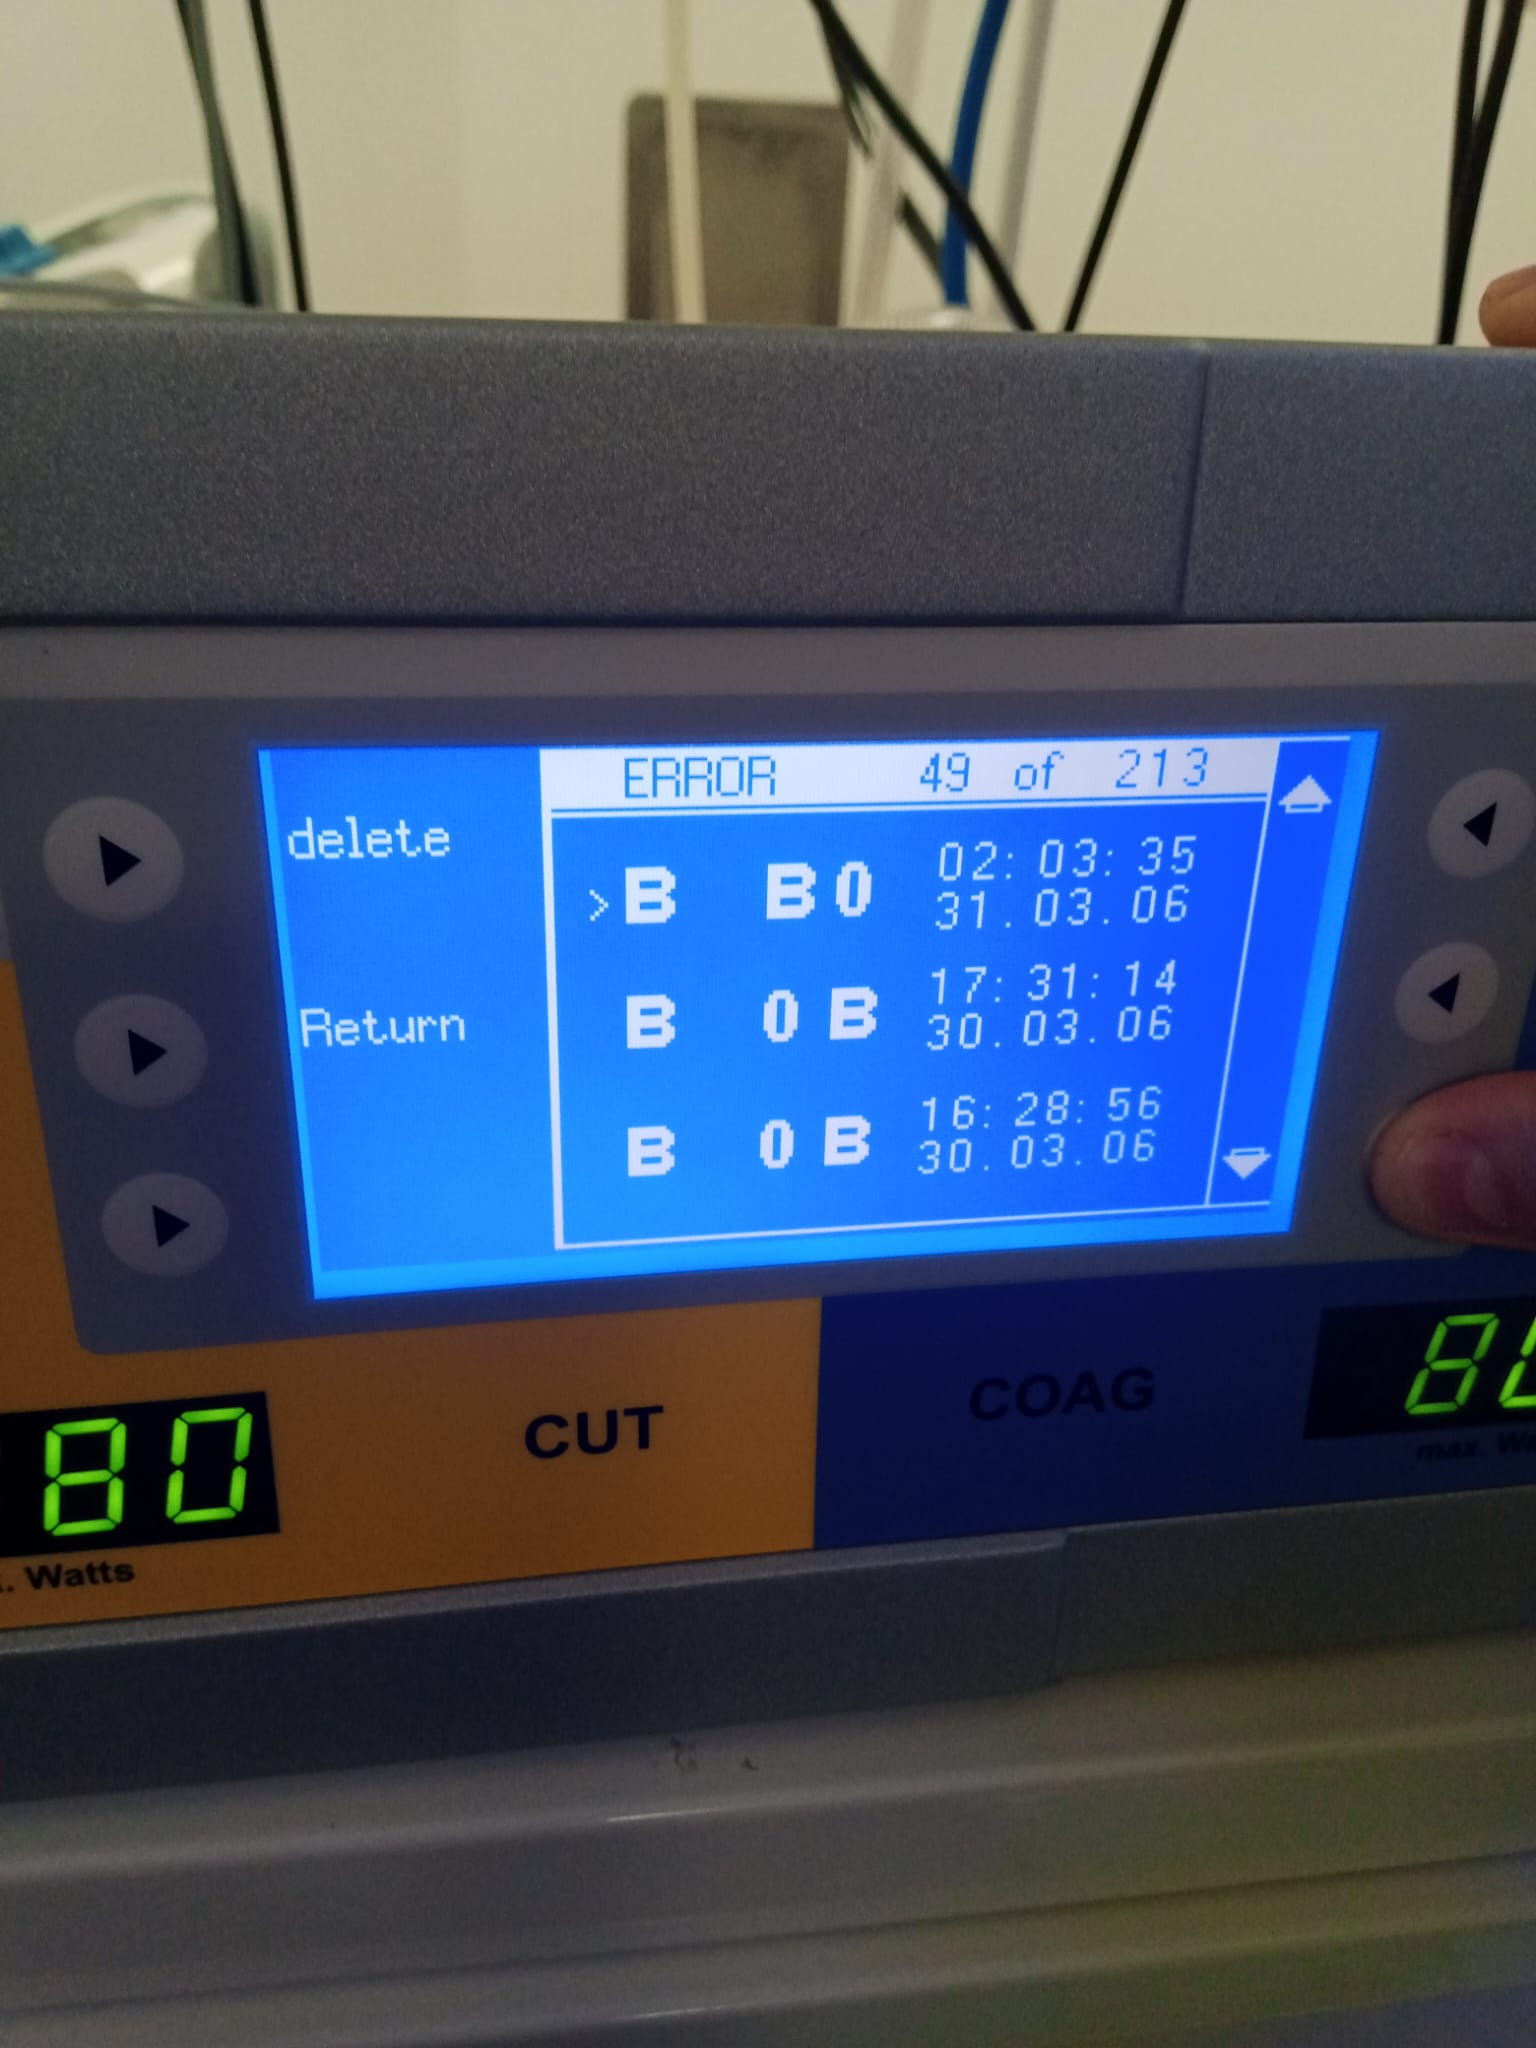 ERROR 49 of 213
delete
>B B0 02:03:35
31.03.06
Return
B 0B 17:31:14
30.03.06
B 0B 16:28:56
30.03.06
80
CUT
COAG
. Watts
max.